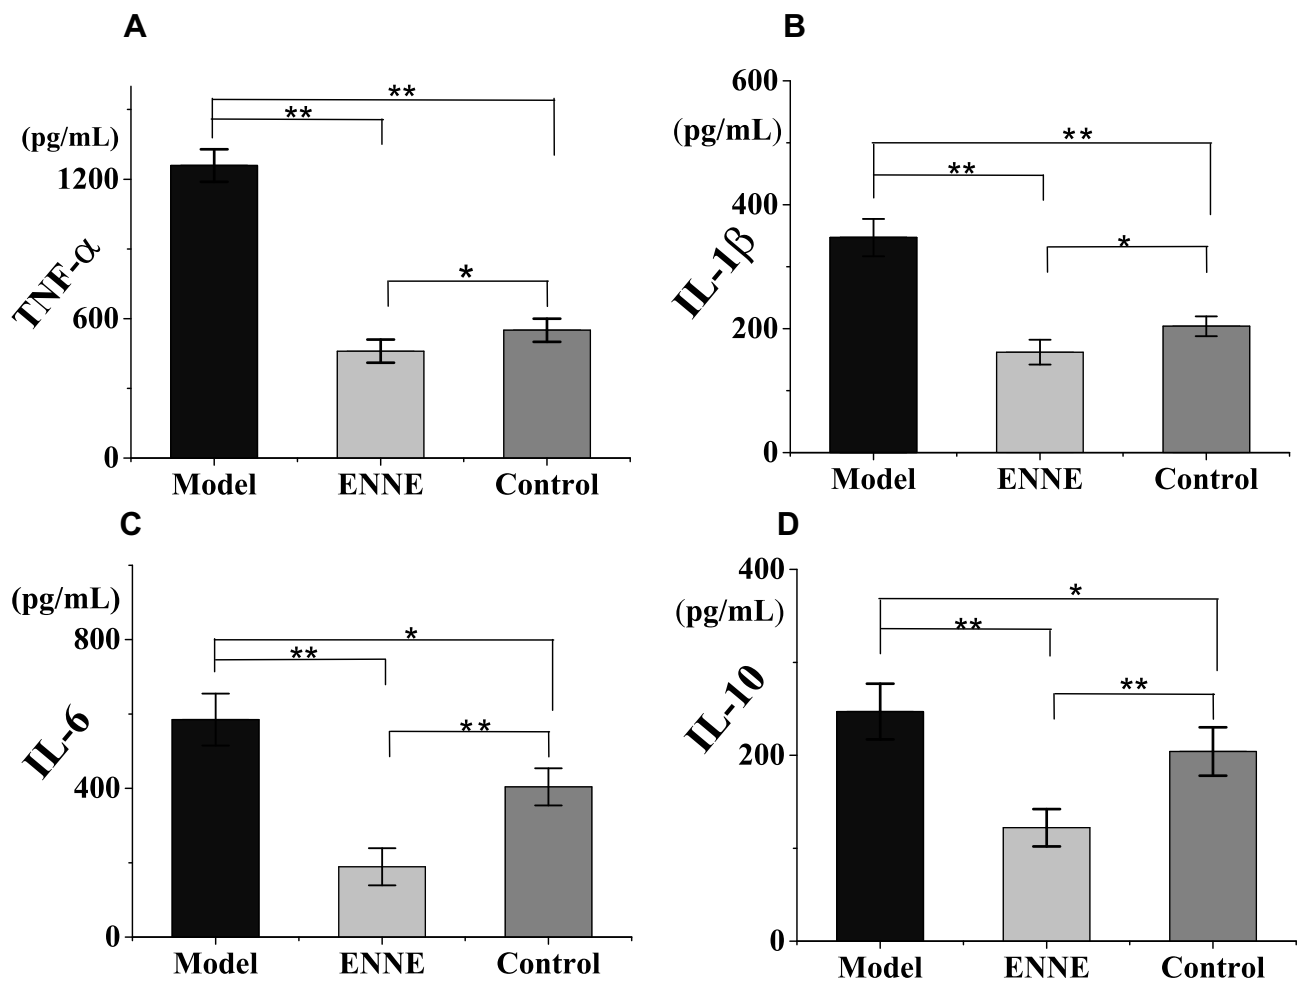 A
(pg/mL)
TNF-α
1200
600
0
**
**
*
Model ENNE Control
B
(pg/mL)
IL-1β
600
400
200
0
**
**
*
Model ENNE Control
C
(pg/mL)
IL-6
800
400
0
*
**
**
Model ENNE Control
D
(pg/mL)
IL-10
400
200
0
*
**
**
Model ENNE Control